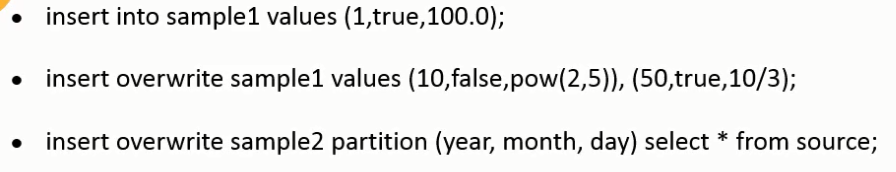 • insert into sample1 values (1,true,100.0);
• insert overwrite sample1 values (10,false,pow(2,5)), (50,true,10/3);
• insert overwrite sample2 partition (year, month, day) select * from source;